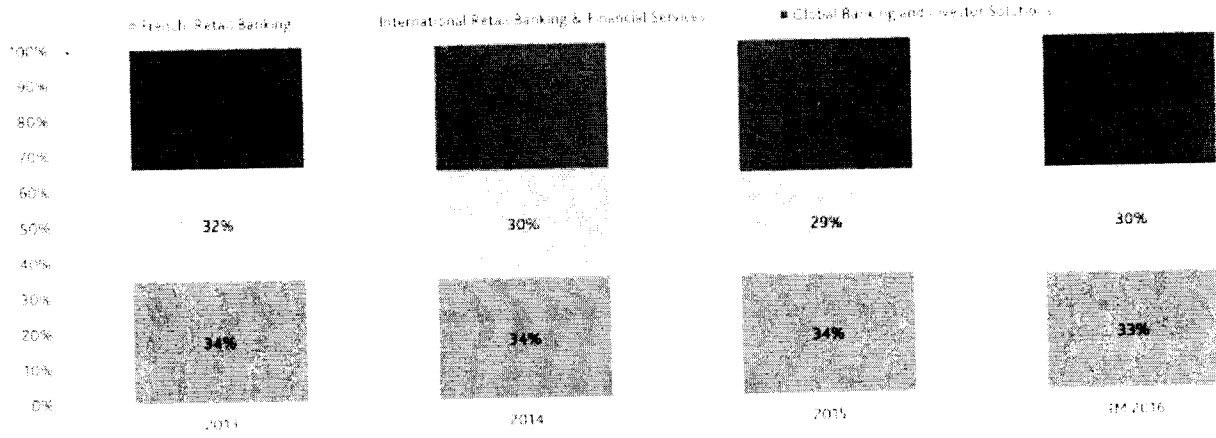 French Retail Banking International Retail Banking & Financial Services Global Banking and Investor Solutions
100%
90%
80%
70%
60%
50%
40%
30%
20%
10%
0%
32% 30% 29% 30%
34% 34% 34% 33%
2013 2014 2015 2016